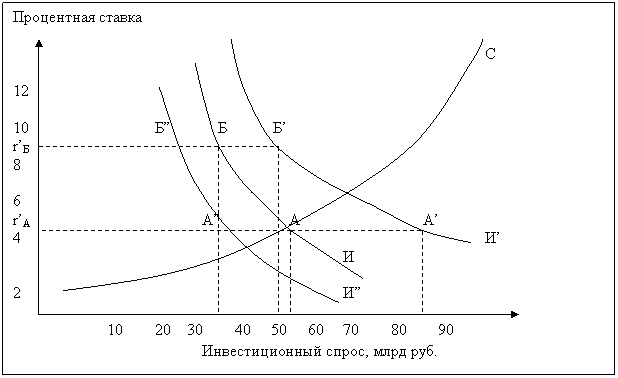 Процентная ставка
С
12
10
Б” Б Б’
r’Б
8
6
r’А А” А А’
4 И’
И
2 И”
10 20 30 40 50 60 70 80 90
Инвестиционный спрос, млрд руб.